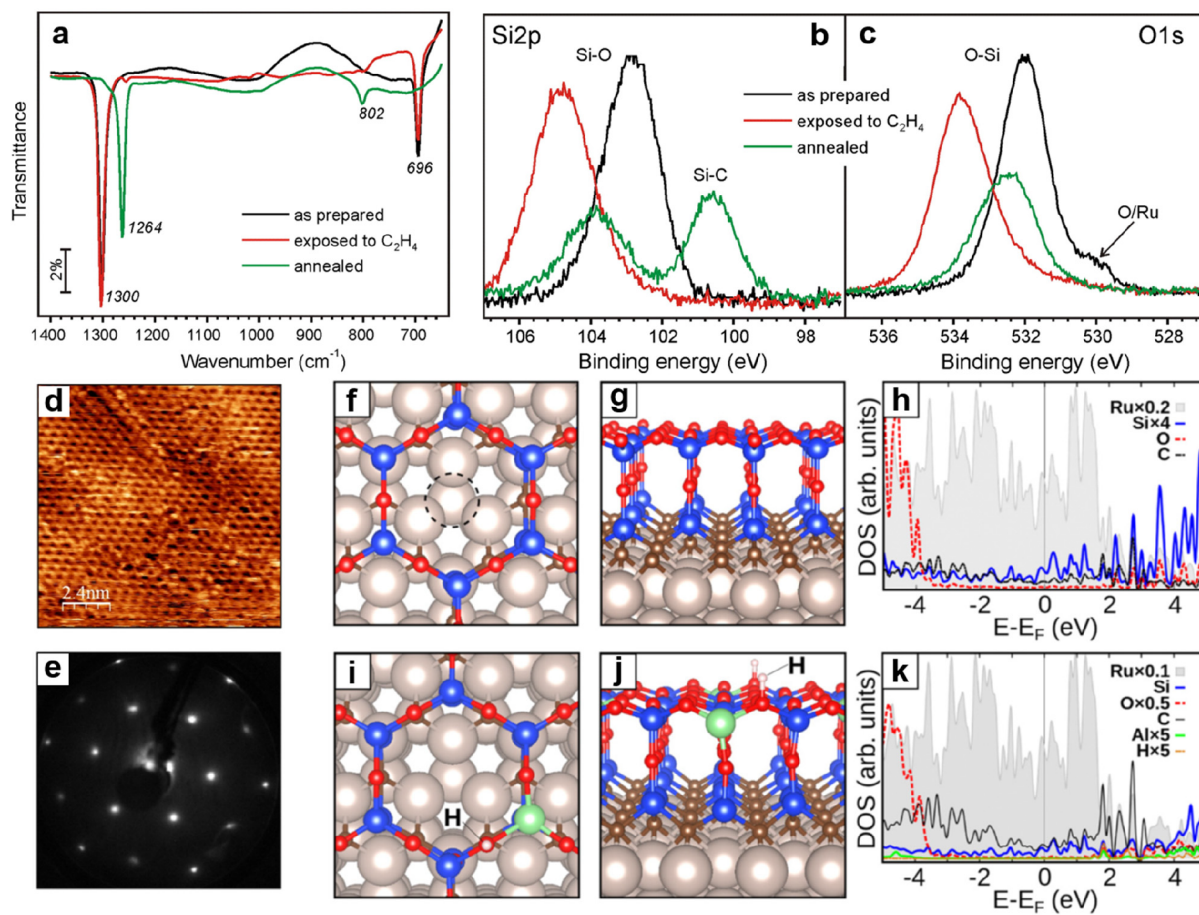 a
Transmittance
2%
1300
1264
802
696
as prepared
exposed to C₂H₄
annealed
1400 1300 1200 1100 1000 900 800 700
Wavenumber (cm⁻¹)
Si2p
b
Si-O
Si-C
as prepared
exposed to C₂H₄
annealed
106 104 102 100 98
Binding energy (eV)
c
O1s
O-Si
O/Ru
536 534 532 530 528
Binding energy (eV)
d
2.4nm
f
g
h
Ru×0.2
Si×4
O
C
DOS (arb. units)
-4 -2 0 2 4
E-E_F (eV)
e
i
H
j
H
k
Ru×0.1
Si
O×0.5
C
Al×5
H×5
DOS (arb. units)
-4 -2 0 2 4
E-E_F (eV)